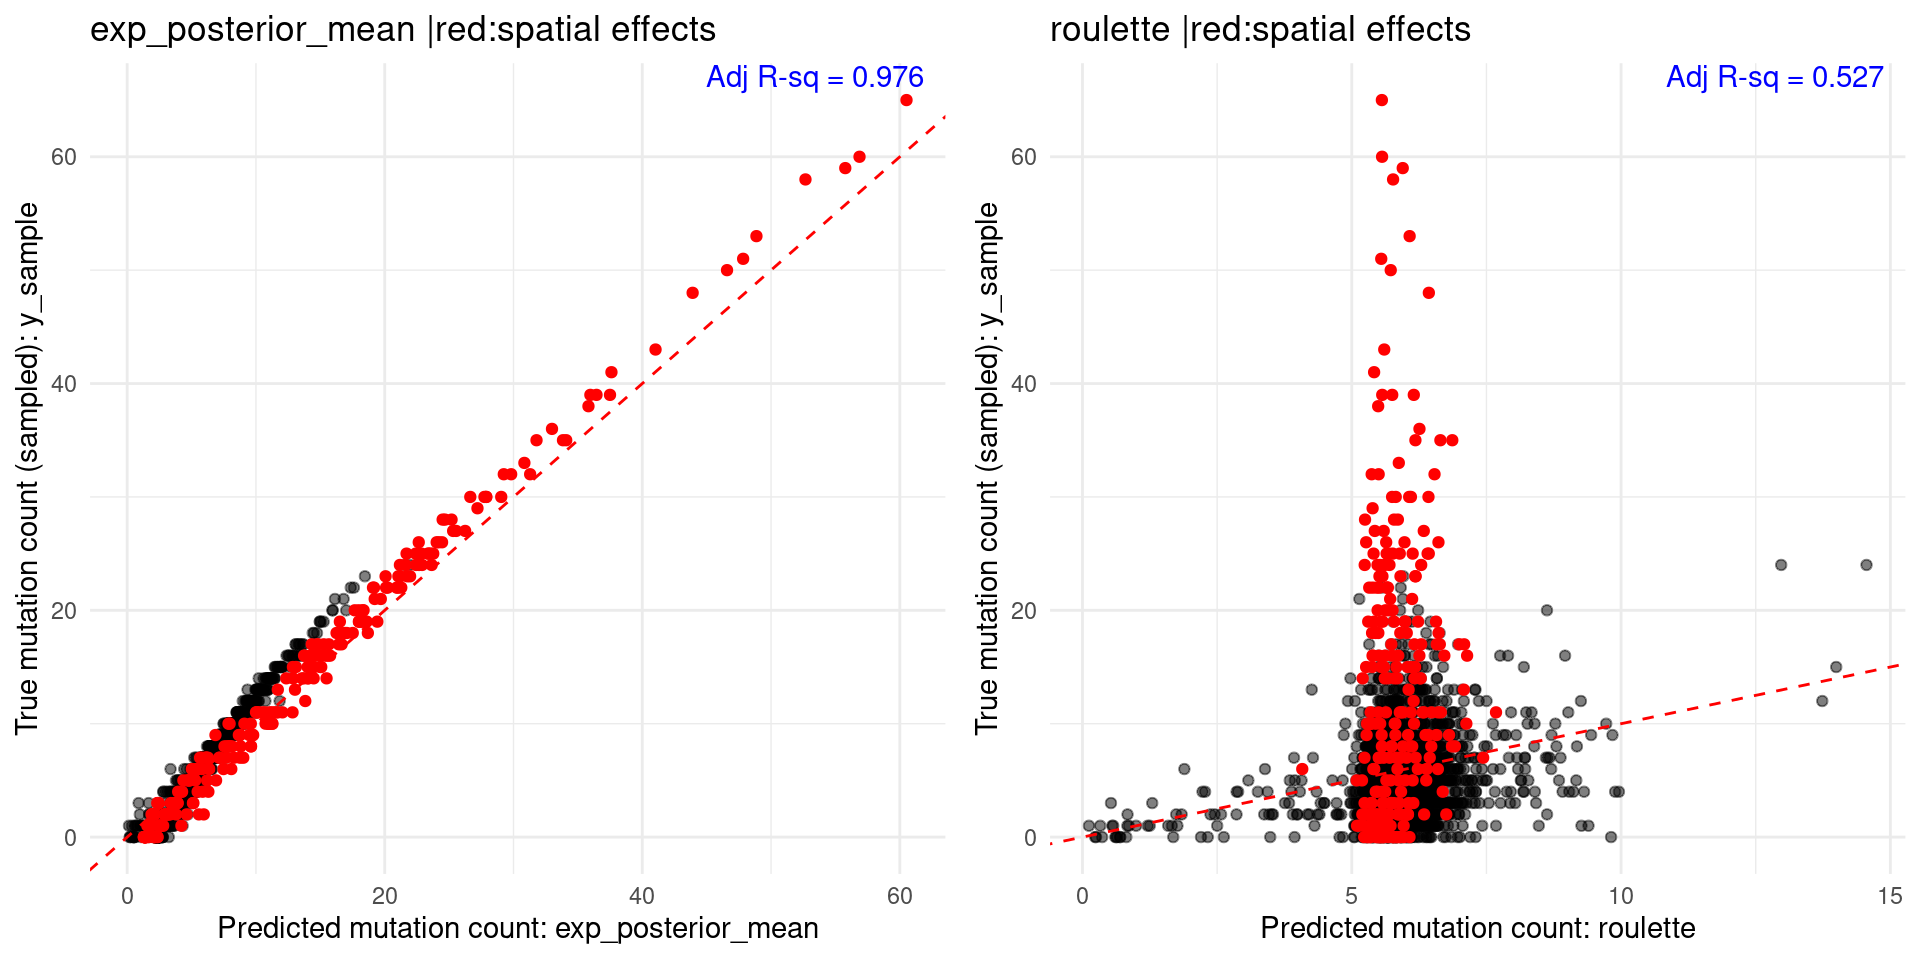 exp_posterior_mean |red:spatial effects
Adj R-sq = 0.976
True mutation count (sampled): y_sample
60
40
20
0
0 20 40 60
Predicted mutation count: exp_posterior_mean
roulette |red:spatial effects
Adj R-sq = 0.527
True mutation count (sampled): y_sample
60
40
20
0
0 5 10 15
Predicted mutation count: roulette